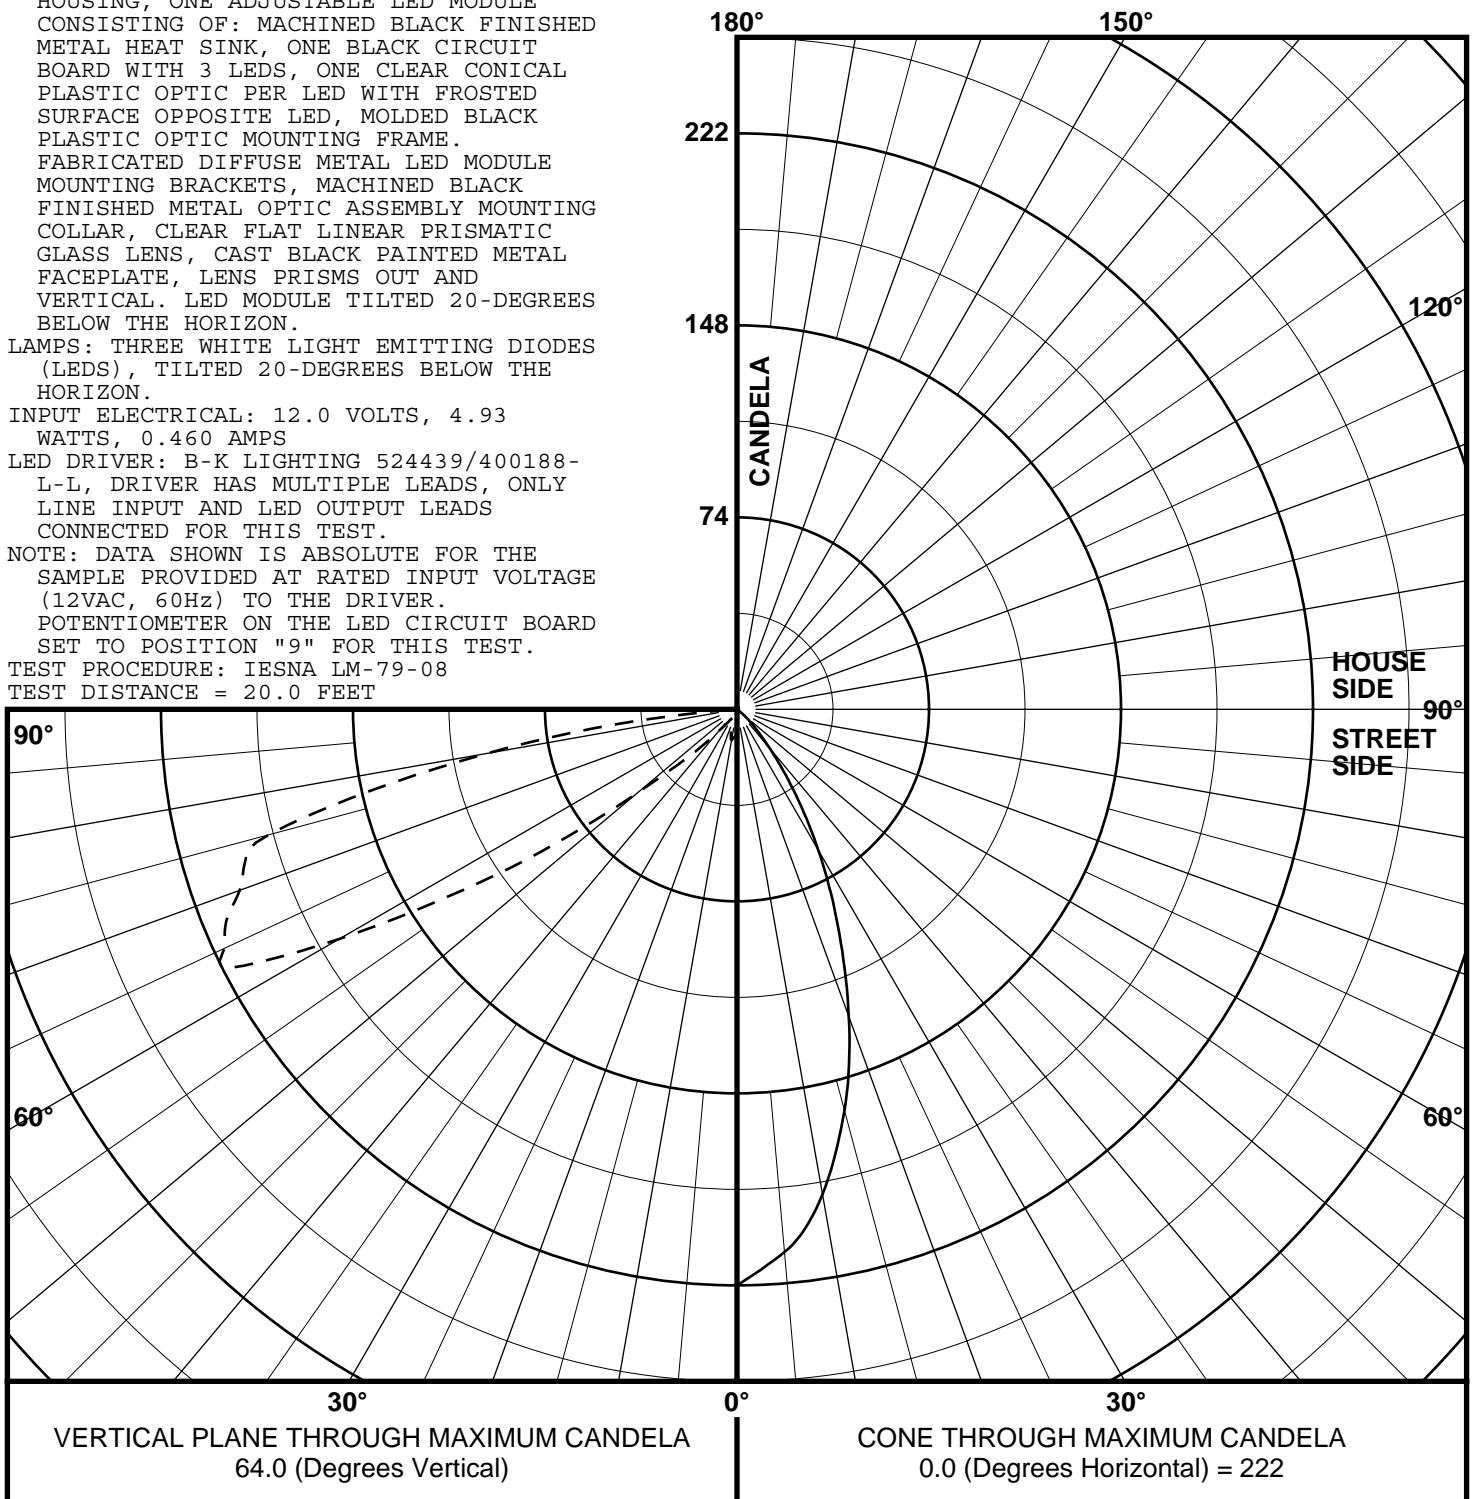 HOUSING, ONE ADJUSTABLE LED MODULE
CONSISTING OF: MACHINED BLACK FINISHED
METAL HEAT SINK, ONE BLACK CIRCUIT
BOARD WITH 3 LEDS, ONE CLEAR CONICAL
PLASTIC OPTIC PER LED WITH FROSTED
SURFACE OPPOSITE LED, MOLDED BLACK
PLASTIC OPTIC MOUNTING FRAME.
FABRICATED DIFFUSE METAL LED MODULE
MOUNTING BRACKETS, MACHINED BLACK
FINISHED METAL OPTIC ASSEMBLY MOUNTING
COLLAR, CLEAR FLAT LINEAR PRISMATIC
GLASS LENS, CAST BLACK PAINTED METAL
FACEPLATE, LENS PRISMS OUT AND
VERTICAL. LED MODULE TILTED 20-DEGREES
BELOW THE HORIZON.
LAMPS: THREE WHITE LIGHT EMITTING DIODES
(LEDS), TILTED 20-DEGREES BELOW THE
HORIZON.
INPUT ELECTRICAL: 12.0 VOLTS, 4.93
WATTS, 0.460 AMPS
LED DRIVER: B-K LIGHTING 524439/400188-
L-L, DRIVER HAS MULTIPLE LEADS, ONLY
LINE INPUT AND LED OUTPUT LEADS
CONNECTED FOR THIS TEST.
NOTE: DATA SHOWN IS ABSOLUTE FOR THE
SAMPLE PROVIDED AT RATED INPUT VOLTAGE
(12VAC, 60Hz) TO THE DRIVER.
POTENTIOMETER ON THE LED CIRCUIT BOARD
SET TO POSITION "9" FOR THIS TEST.
TEST PROCEDURE: IESNA LM-79-08
TEST DISTANCE = 20.0 FEET
180°
150°
222
120°
148
CANDELA
74
HOUSE
SIDE
90°
90°
STREET
SIDE
60°
60°
30°
0°
30°
VERTICAL PLANE THROUGH MAXIMUM CANDELA
64.0 (Degrees Vertical)
CONE THROUGH MAXIMUM CANDELA
0.0 (Degrees Horizontal) = 222